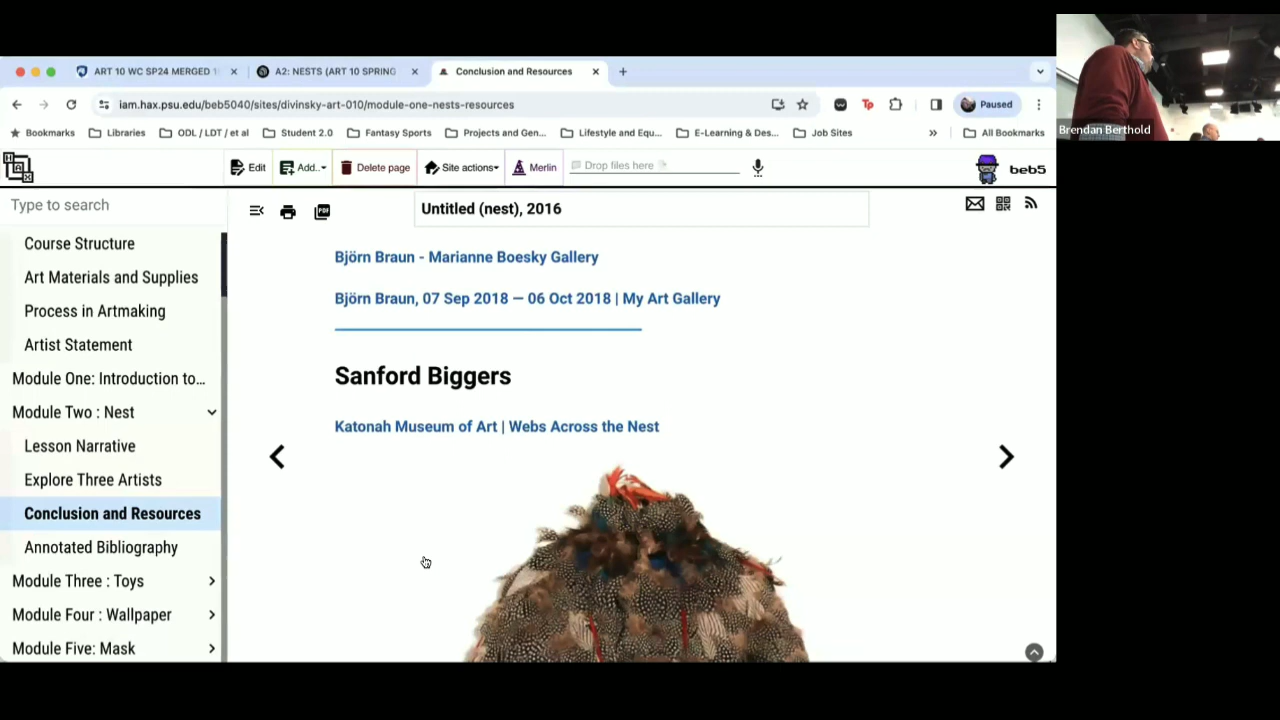 ART 10 WC SP24 MERGED
A2: NESTS (ART 10 SPRING
Conclusion and Resources
iam.hax.psu.edu/beb5040/sites/divinsky-art-010/module-one-nests-resources
Tp
Paused
Bookmarks
Libraries
ODL / LDT / et al
Student 2.0
Fantasy Sports
Projects and Gen...
Lifestyle and Equ...
E-Learning & Des...
Job Sites
»
All Bookmarks
HAX
Edit
Add..
Delete page
Site actions
Merlin
Drop files here
beb5
Type to search
PDF
Untitled (nest), 2016
Course Structure
Art Materials and Supplies
Process in Artmaking
Artist Statement
Module One: Introduction to...
Module Two : Nest
Lesson Narrative
Explore Three Artists
Conclusion and Resources
Annotated Bibliography
Module Three : Toys
Module Four : Wallpaper
Module Five: Mask
Björn Braun - Marianne Boesky Gallery
Björn Braun, 07 Sep 2018 — 06 Oct 2018 | My Art Gallery
Sanford Biggers
Katonah Museum of Art | Webs Across the Nest
Brendan Berthold